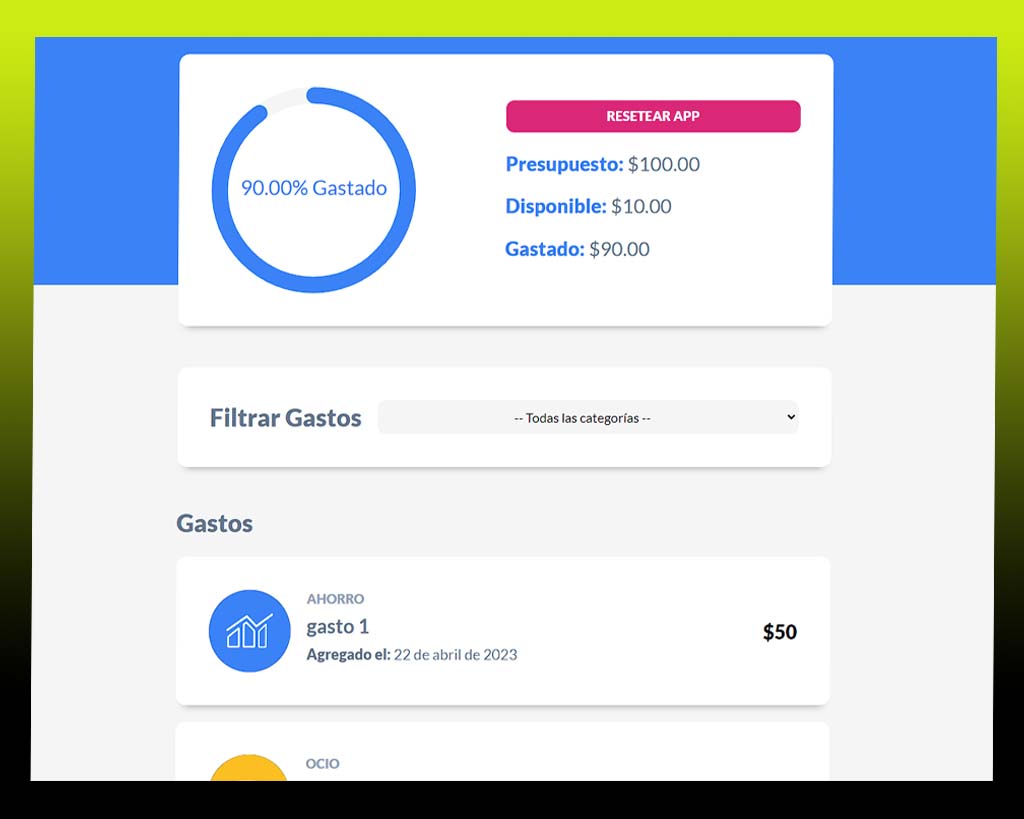 90.00% Gastado
RESETEAR APP
Presupuesto: $100.00
Disponible: $10.00
Gastado: $90.00
Filtrar Gastos
-- Todas las categorías --
Gastos
AHORRO
gasto 1
Agregado el: 22 de abril de 2023
$50
OCIO